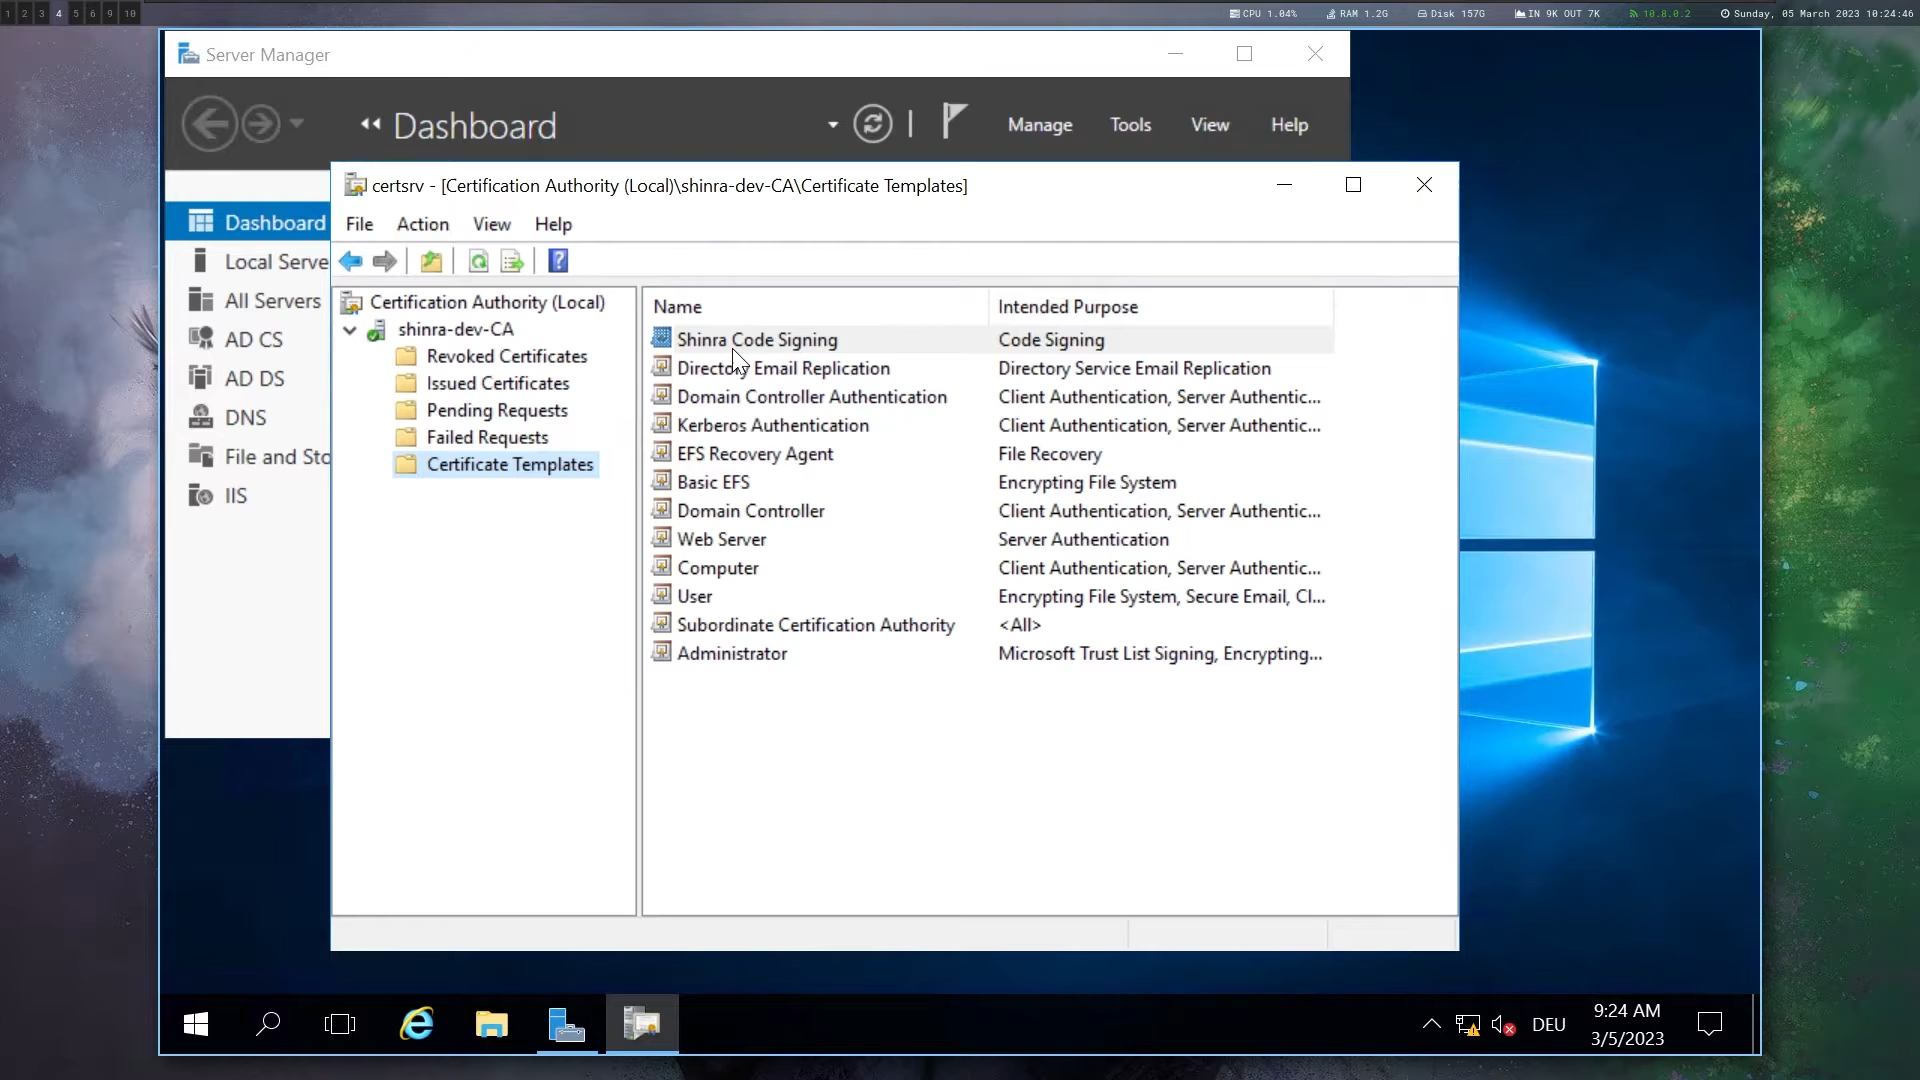 1 2 3 4 5 6 9 10
CPU 1.04% RAM 1.2G Disk 157G IN 9K OUT 7K 10.8.0.2 Sunday, 05 March 2023 10:24:46
Server Manager
Dashboard
Manage Tools View Help
certsrv - [Certification Authority (Local)\shinra-dev-CA\Certificate Templates]
File Action View Help
Dashboard
Local Serve
All Servers
AD CS
AD DS
DNS
File and Sto
IIS
Certification Authority (Local)
shinra-dev-CA
Revoked Certificates
Issued Certificates
Pending Requests
Failed Requests
Certificate Templates
Name Intended Purpose
Shinra Code Signing Code Signing
Directory Email Replication Directory Service Email Replication
Domain Controller Authentication Client Authentication, Server Authentic...
Kerberos Authentication Client Authentication, Server Authentic...
EFS Recovery Agent File Recovery
Basic EFS Encrypting File System
Domain Controller Client Authentication, Server Authentic...
Web Server Server Authentication
Computer Client Authentication, Server Authentic...
User Encrypting File System, Secure Email, Cl...
Subordinate Certification Authority <All>
Administrator Microsoft Trust List Signing, Encrypting...
DEU
9:24 AM
3/5/2023